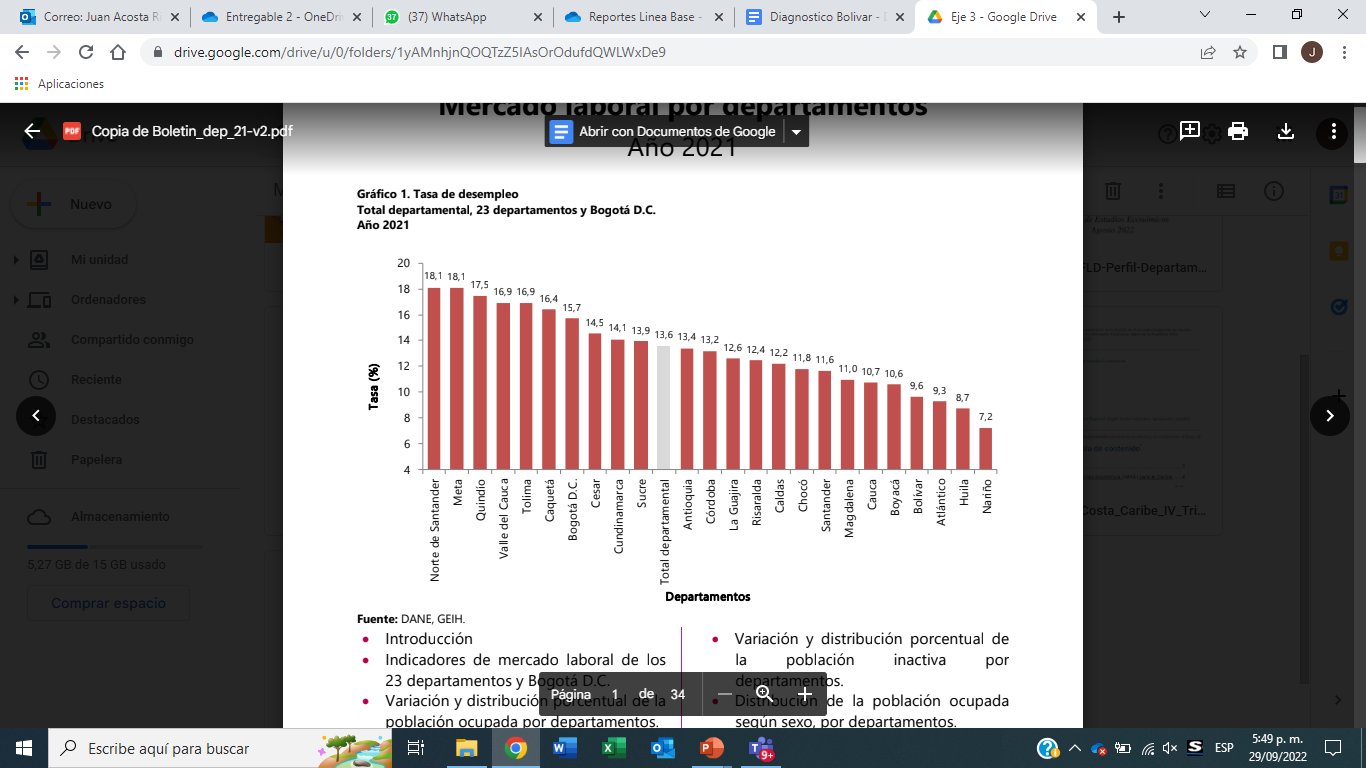 Correo: Juan Acosta Ri
Entregable 2 - OneDri
(37) WhatsApp
Reportes Linea Base -
Diagnostico Bolívar - 
Eje 3 - Google Drive
drive.google.com/drive/u/0/folders/1yAMnhjnQOQTzZ5IAsOrOdufdQWLWxDe9
J
Aplicaciones
Mercado laboral por departamentos
PDF Copia de Boletin_dep_21-v2.pdf
Abrir con Documentos de Google
Año 2021
Nuevo
Mi unidad
Ordenadores
Compartido conmigo
Reciente
Destacados
Papelera
Almacenamiento
5,27 GB de 15 GB usado
Comprar espacio
Gráfico 1. Tasa de desempleo
Total departamental, 23 departamentos y Bogotá D.C.
Año 2021
Tasa (%)
20
18
16
14
12
10
8
6
4
18,1 18,1 17,5 16,9 16,9 16,4 15,7 14,5 14,1 13,9 13,6 13,4 13,2 12,6 12,4 12,2 11,8 11,6 11,0 10,7 10,6 9,6 9,3 8,7 7,2
Norte de Santander
Meta
Quindío
Valle del Cauca
Tolima
Caquetá
Bogotá D.C.
Cesar
Cundinamarca
Sucre
Total departamental
Antioquia
Córdoba
La Guajira
Risaralda
Caldas
Chocó
Santander
Magdalena
Cauca
Boyacá
Bolívar
Atlántico
Huila
Nariño
Departamentos
Fuente: DANE, GEIH.
• Introducción
• Indicadores de mercado laboral de los
23 departamentos y Bogotá D.C.
• Variación y distribución porcentual de la
población ocupada por departamentos.
• Variación y distribución porcentual de
la población inactiva por
departamentos.
• Distribución de la población ocupada
según sexo, por departamentos.
Página 1 de 34
Agosto 2022
FLD-Perfil-Departam...
Costa_Caribe_IV_Tri...
Escribe aquí para buscar
9+
ESP
5:49 p. m.
29/09/2022